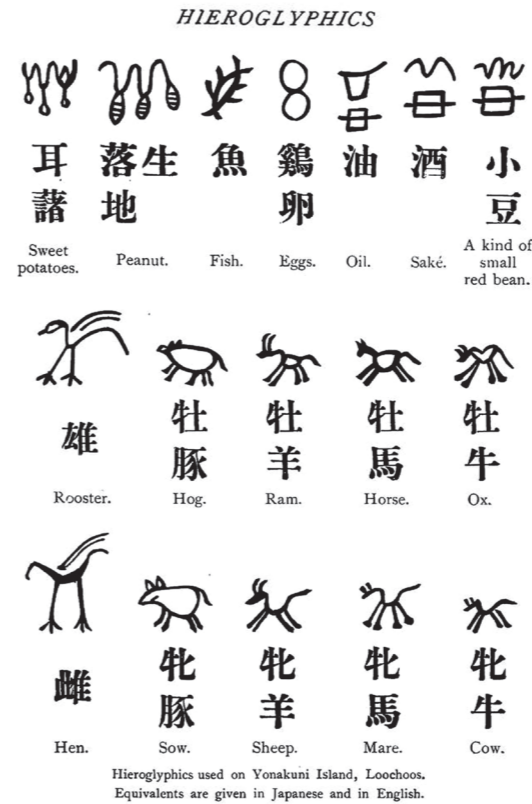 HIEROGLYPHICS
耳 落生 魚 鷄 油 酒 小
藷 地 卵 豆
Sweet potatoes. Peanut. Fish. Eggs. Oil. Saké. A kind of small red bean.
雄 牡 牡 牡 牡
豚 羊 馬 牛
Rooster. Hog. Ram. Horse. Ox.
雌 牝 牝 牝 牝
豚 羊 馬 牛
Hen. Sow. Sheep. Mare. Cow.
Hieroglyphics used on Yonakuni Island, Loochoos.
Equivalents are given in Japanese and in English.